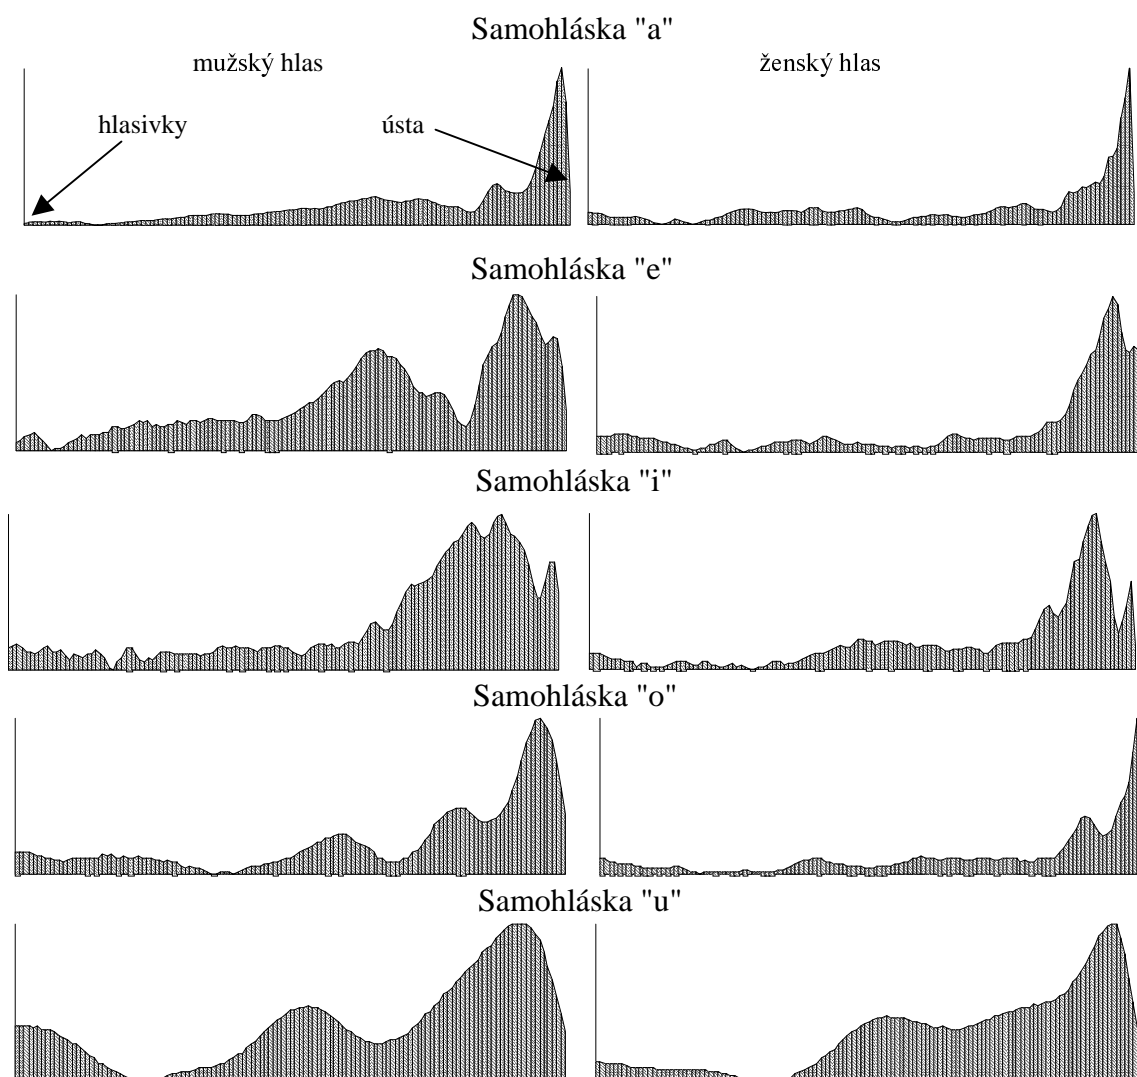 Samohláska "a"
mužský hlas
ženský hlas
hlasivky
ústa
Samohláska "e"
Samohláska "i"
Samohláska "o"
Samohláska "u"